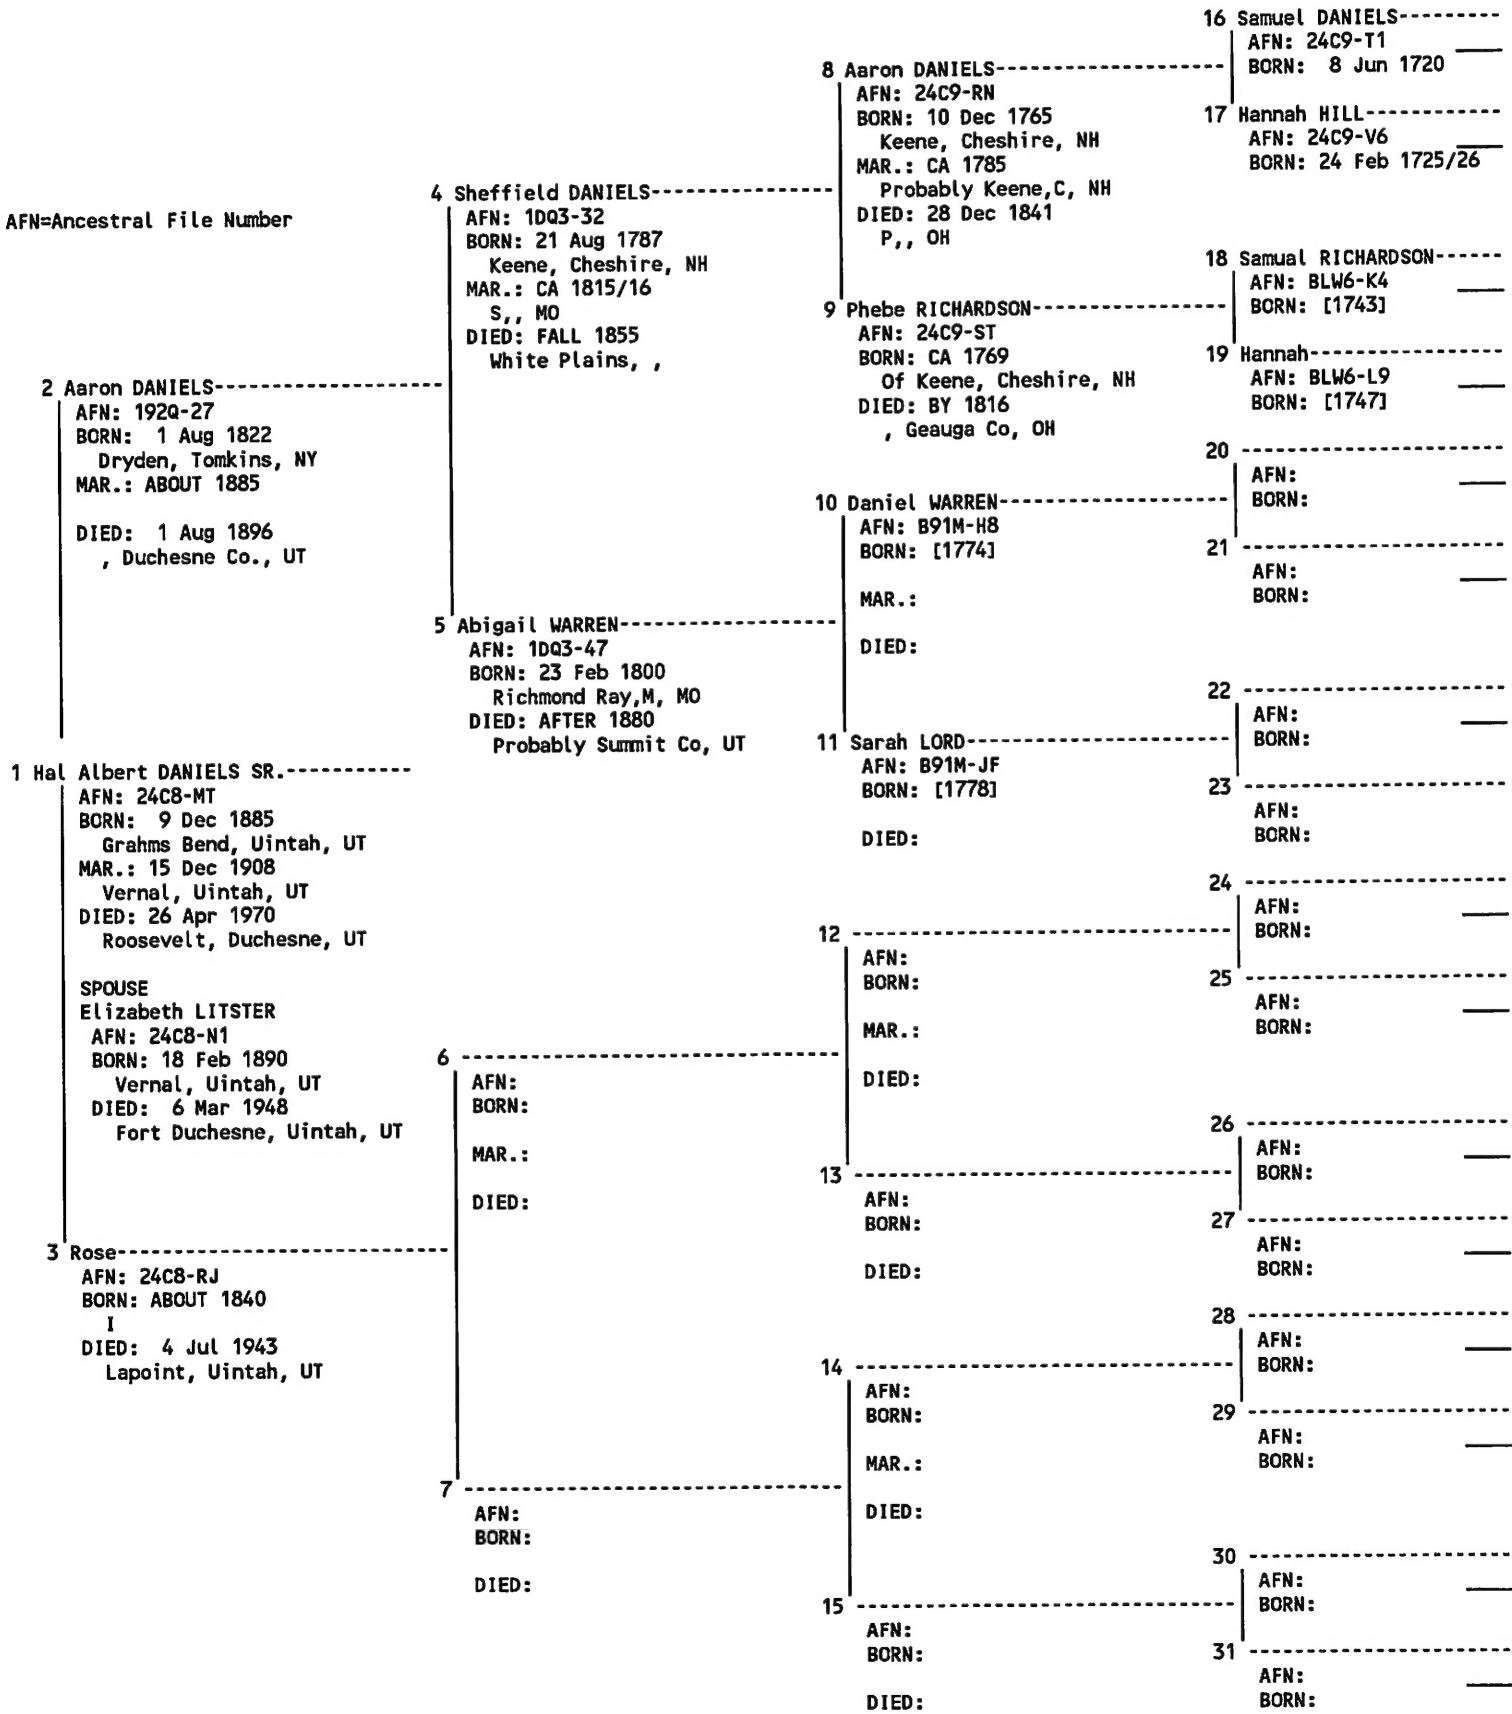 AFN=Ancestral File Number
1 Hal Albert DANIELS SR.-----------
AFN: 24C8-MT
BORN:  9 Dec 1885
Grahms Bend, Uintah, UT
MAR.: 15 Dec 1908
Vernal, Uintah, UT
DIED: 26 Apr 1970
Roosevelt, Duchesne, UT
SPOUSE
Elizabeth LITSTER
AFN: 24C8-N1
BORN: 18 Feb 1890
Vernal, Uintah, UT
DIED:  6 Mar 1948
Fort Duchesne, Uintah, UT
2 Aaron DANIELS--------------------
AFN: 192Q-27
BORN:  1 Aug 1822
Dryden, Tomkins, NY
MAR.: ABOUT 1885
DIED:  1 Aug 1896
, Duchesne Co., UT
3 Rose-----------------------------
AFN: 24C8-RJ
BORN: ABOUT 1840
I
DIED:  4 Jul 1943
Lapoint, Uintah, UT
4 Sheffield DANIELS----------------
AFN: 1DQ3-32
BORN: 21 Aug 1787
Keene, Cheshire, NH
MAR.: CA 1815/16
S,, MO
DIED: FALL 1855
White Plains, ,
5 Abigail WARREN-------------------
AFN: 1DQ3-47
BORN: 23 Feb 1800
Richmond Ray,M, MO
DIED: AFTER 1880
Probably Summit Co, UT
6 ----------------------------------
AFN:
BORN:
MAR.:
DIED:
7 ----------------------------------
AFN:
BORN:
DIED:
8 Aaron DANIELS--------------------
AFN: 24C9-RN
BORN: 10 Dec 1765
Keene, Cheshire, NH
MAR.: CA 1785
Probably Keene,C, NH
DIED: 28 Dec 1841
P,, OH
9 Phebe RICHARDSON-----------------
AFN: 24C9-ST
BORN: CA 1769
Of Keene, Cheshire, NH
DIED: BY 1816
, Geauga Co, OH
10 Daniel WARREN--------------------
AFN: B91M-H8
BORN: [1774]
MAR.:
DIED:
11 Sarah LORD-----------------------
AFN: B91M-JF
BORN: [1778]
DIED:
12 ----------------------------------
AFN:
BORN:
MAR.:
DIED:
13 ----------------------------------
AFN:
BORN:
DIED:
14 ----------------------------------
AFN:
BORN:
MAR.:
DIED:
15 ----------------------------------
AFN:
BORN:
DIED:
16 Samuel DANIELS---------
AFN: 24C9-T1 ____
BORN:  8 Jun 1720
17 Hannah HILL------------
AFN: 24C9-V6 ____
BORN: 24 Feb 1725/26
18 Samual RICHARDSON------
AFN: BLW6-K4 ____
BORN: [1743]
19 Hannah-----------------
AFN: BLW6-L9 ____
BORN: [1747]
20 ------------------------
AFN: ____
BORN:
21 ------------------------
AFN: ____
BORN:
22 ------------------------
AFN: ____
BORN:
23 ------------------------
AFN:
BORN:
24 ------------------------
AFN: ____
BORN:
25 ------------------------
AFN: ____
BORN:
26 ------------------------
AFN: ____
BORN:
27 ------------------------
AFN: ____
BORN:
28 ------------------------
AFN: ____
BORN:
29 ------------------------
AFN: ____
BORN:
30 ------------------------
AFN: ____
BORN:
31 ------------------------
AFN: ____
BORN: